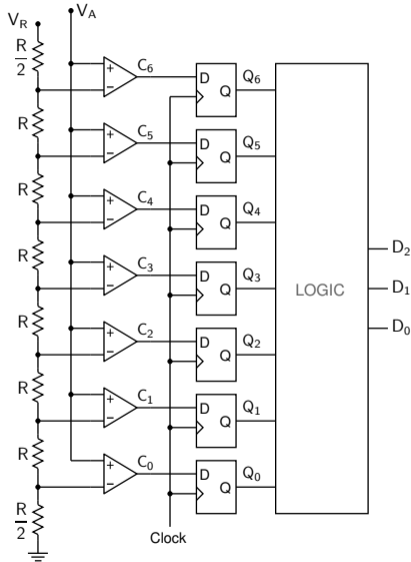 V_R
V_A
R/2
C_6
+
−
D
Q
Q_6
R
C_5
+
−
D
Q
Q_5
R
C_4
+
−
D
Q
Q_4
R
C_3
+
−
D
Q
Q_3
R
C_2
+
−
D
Q
Q_2
R
C_1
+
−
D
Q
Q_1
R
C_0
+
−
D
Q
Q_0
R/2
LOGIC
D_2
D_1
D_0
Clock